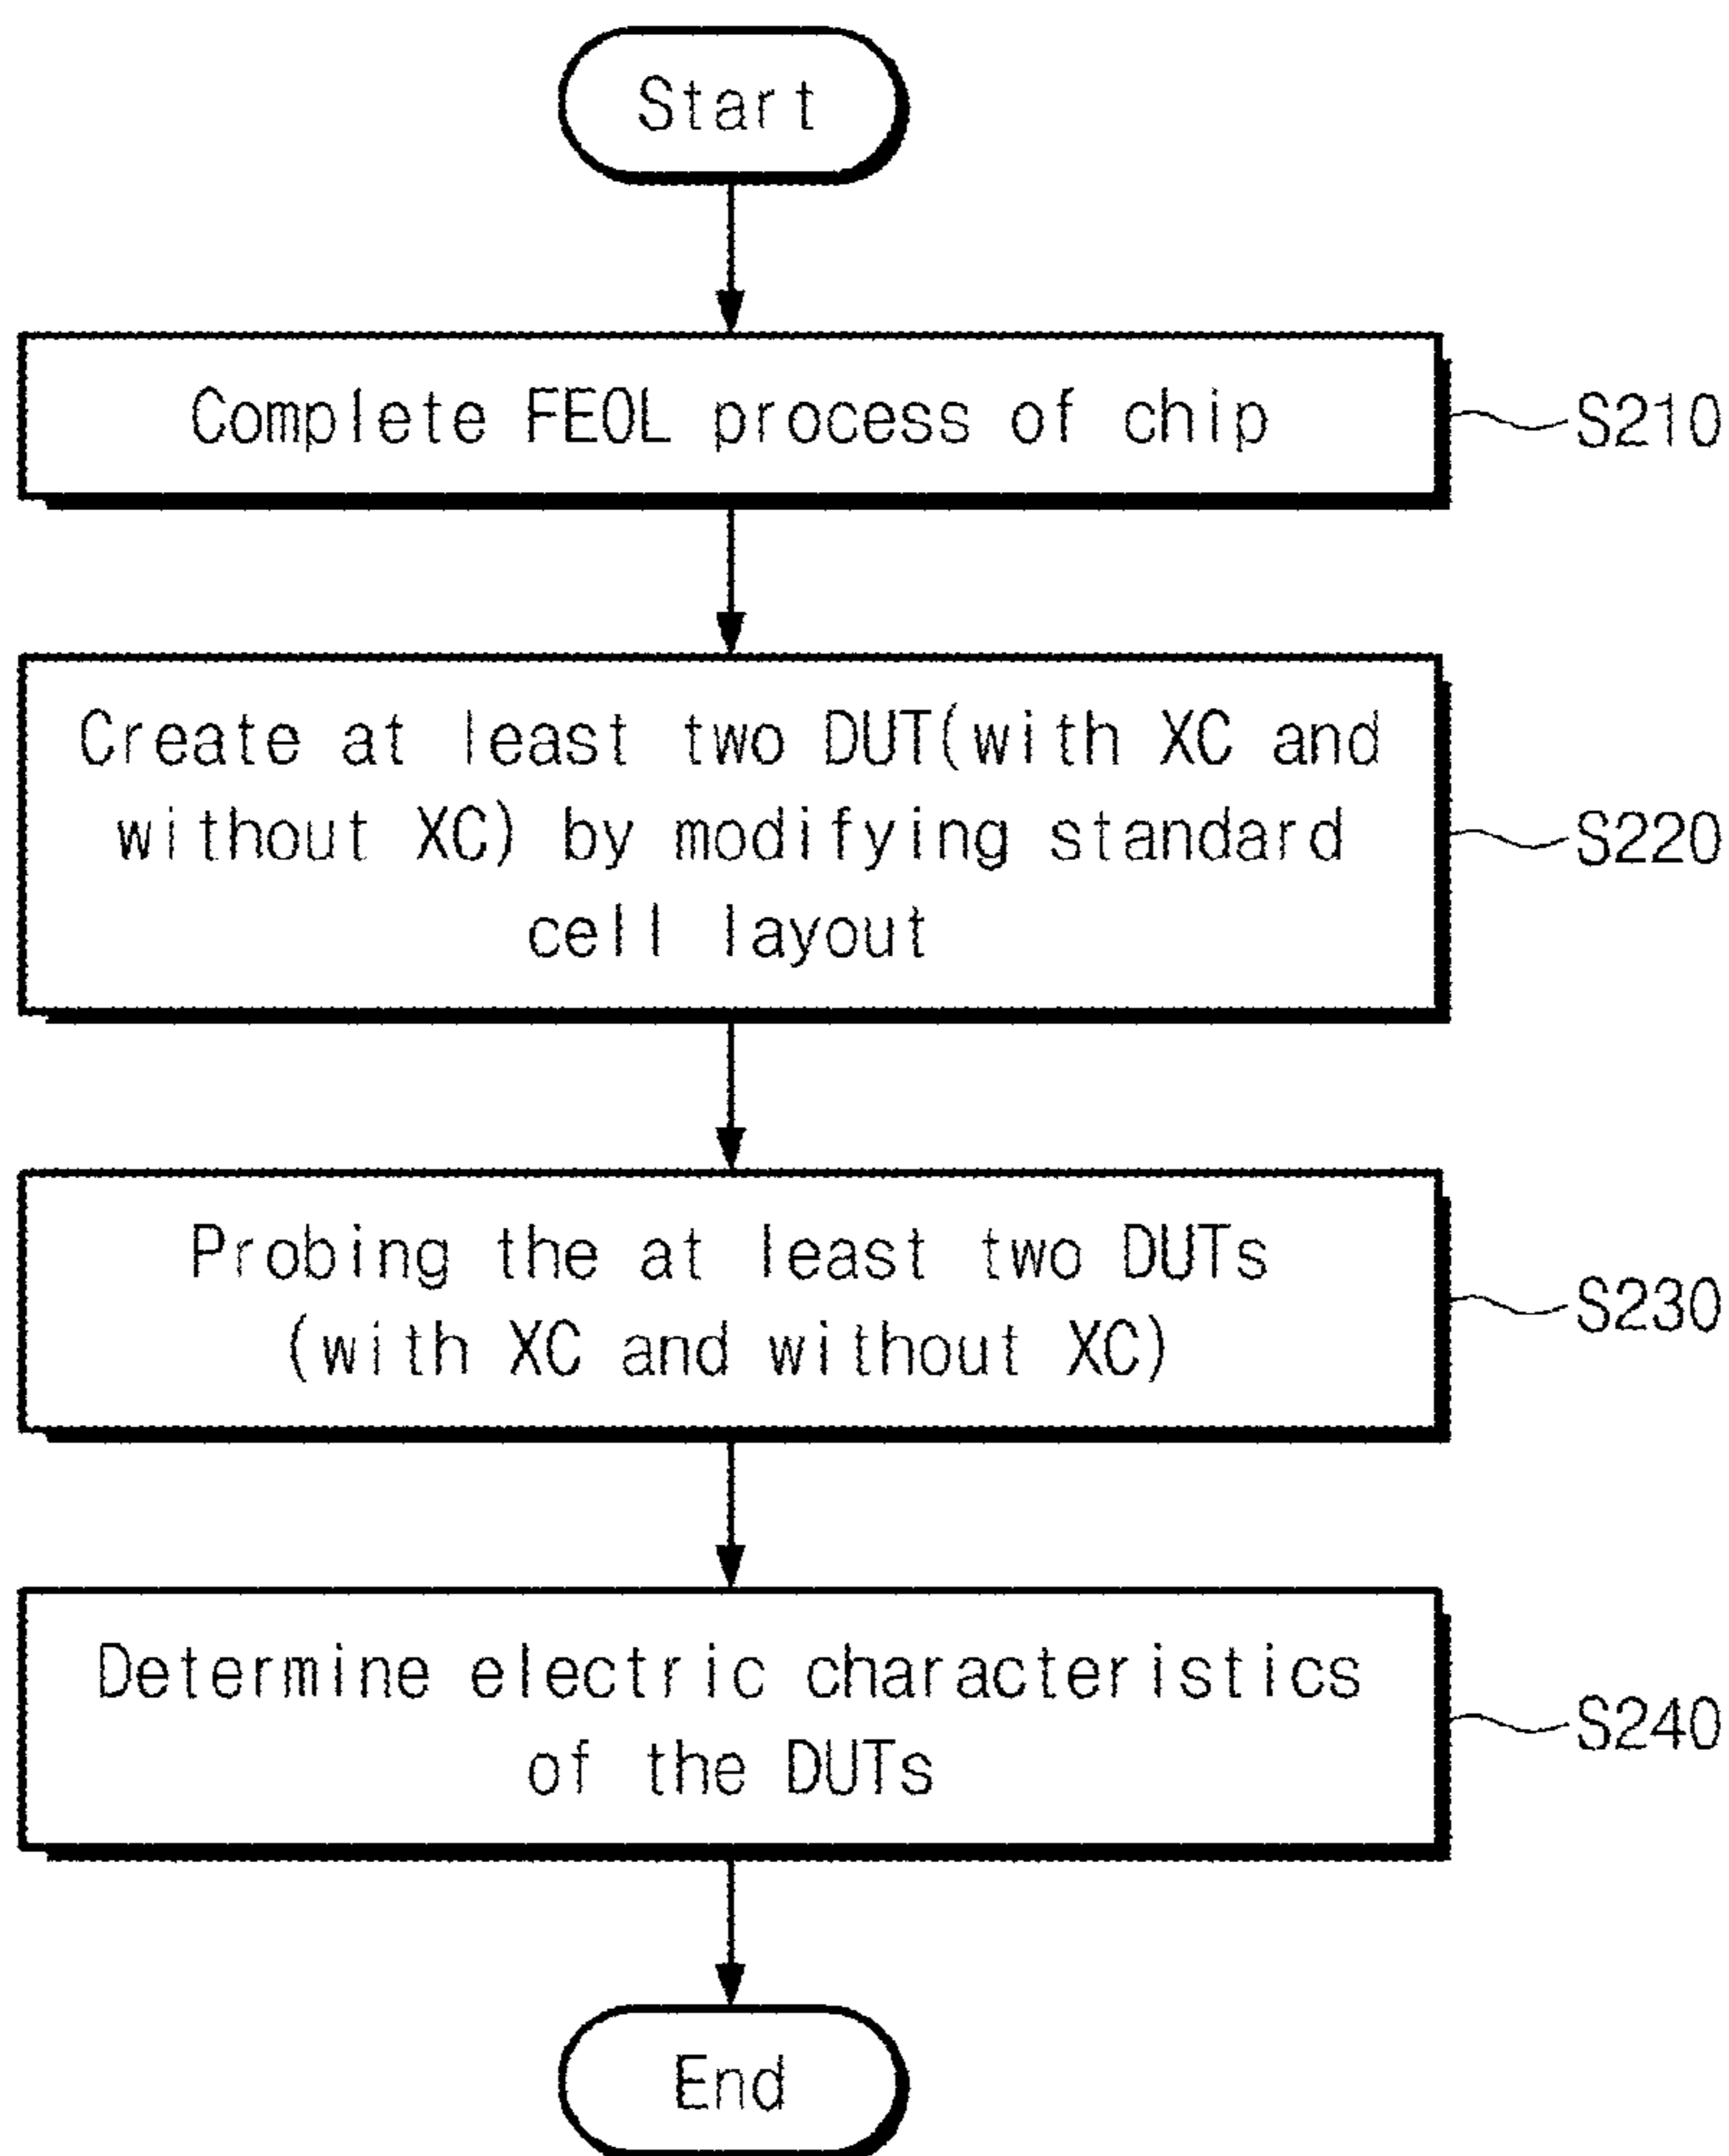 Start
Complete FEOL process of chip
S210
Create at least two DUT(with XC and
without XC) by modifying standard
cell layout
S220
Probing the at least two DUTs
(with XC and without XC)
S230
Determine electric characteristics
of the DUTs
S240
End